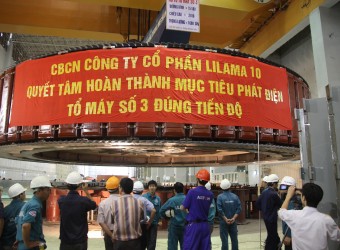 CBCN CÔNG TY CỔ PHẦN LILAMA 10
QUYẾT TÂM HOÀN THÀNH MỤC TIÊU PHÁT ĐIỆN
TỔ MÁY SỐ 3 ĐÚNG TIẾN ĐỘ